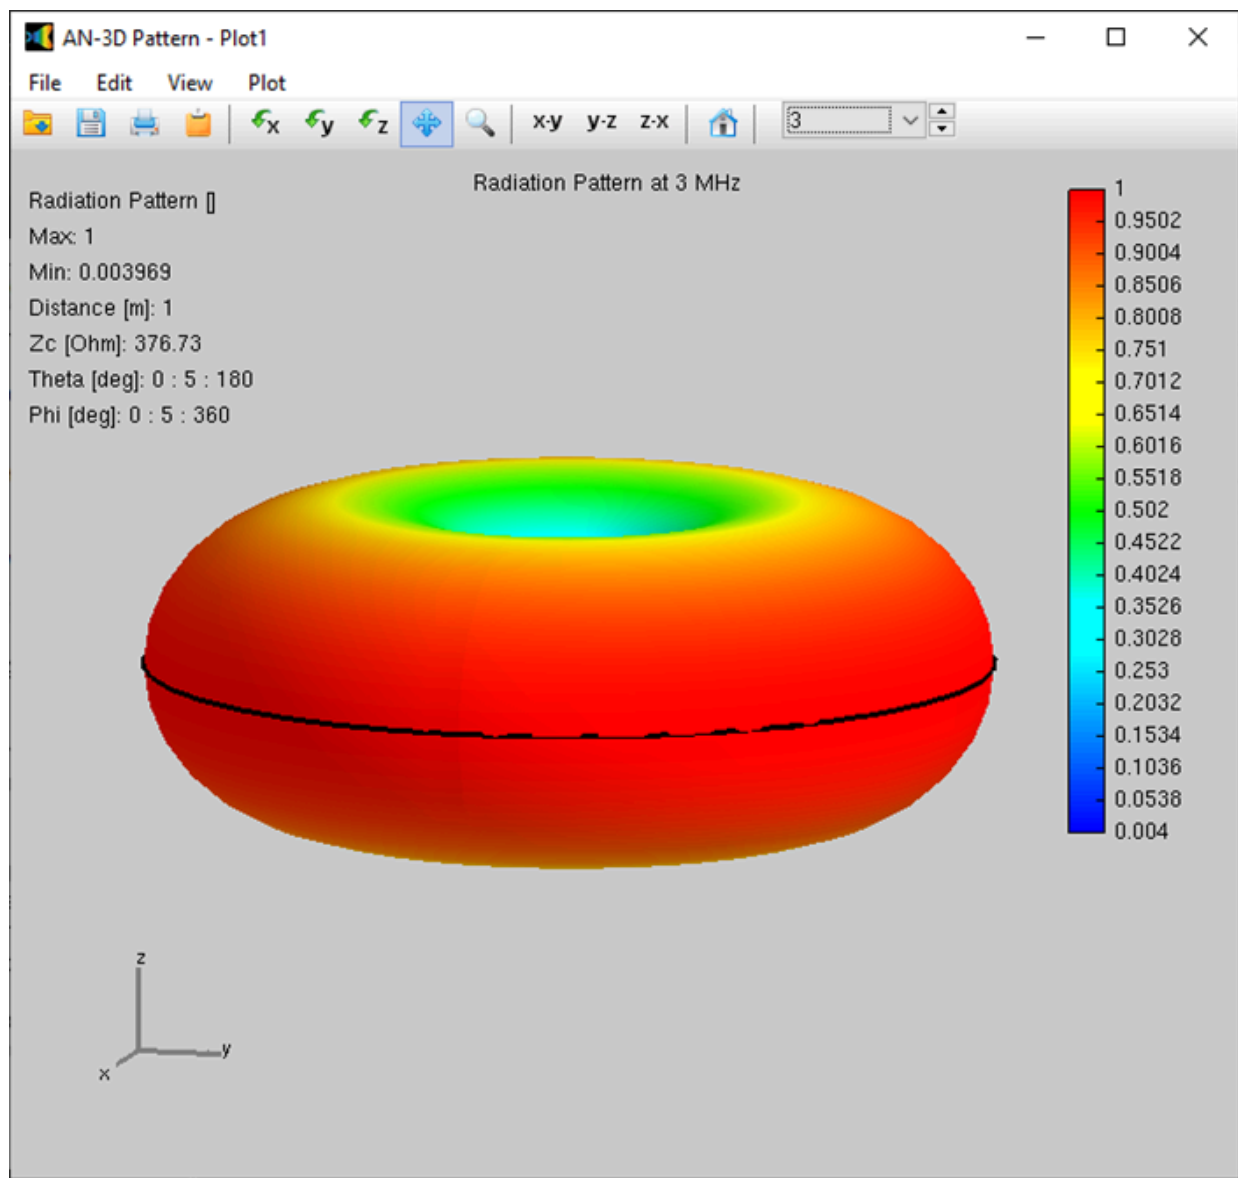 AN-3D Pattern - Plot1
File Edit View Plot
x y z x-y y-z z-x 3
Radiation Pattern at 3 MHz
Radiation Pattern []
Max: 1
Min: 0.003969
Distance [m]: 1
Zc [Ohm]: 376.73
Theta [deg]: 0 : 5 : 180
Phi [deg]: 0 : 5 : 360
1
0.9502
0.9004
0.8506
0.8008
0.751
0.7012
0.6514
0.6016
0.5518
0.502
0.4522
0.4024
0.3526
0.3028
0.253
0.2032
0.1534
0.1036
0.0538
0.004
z
y
x